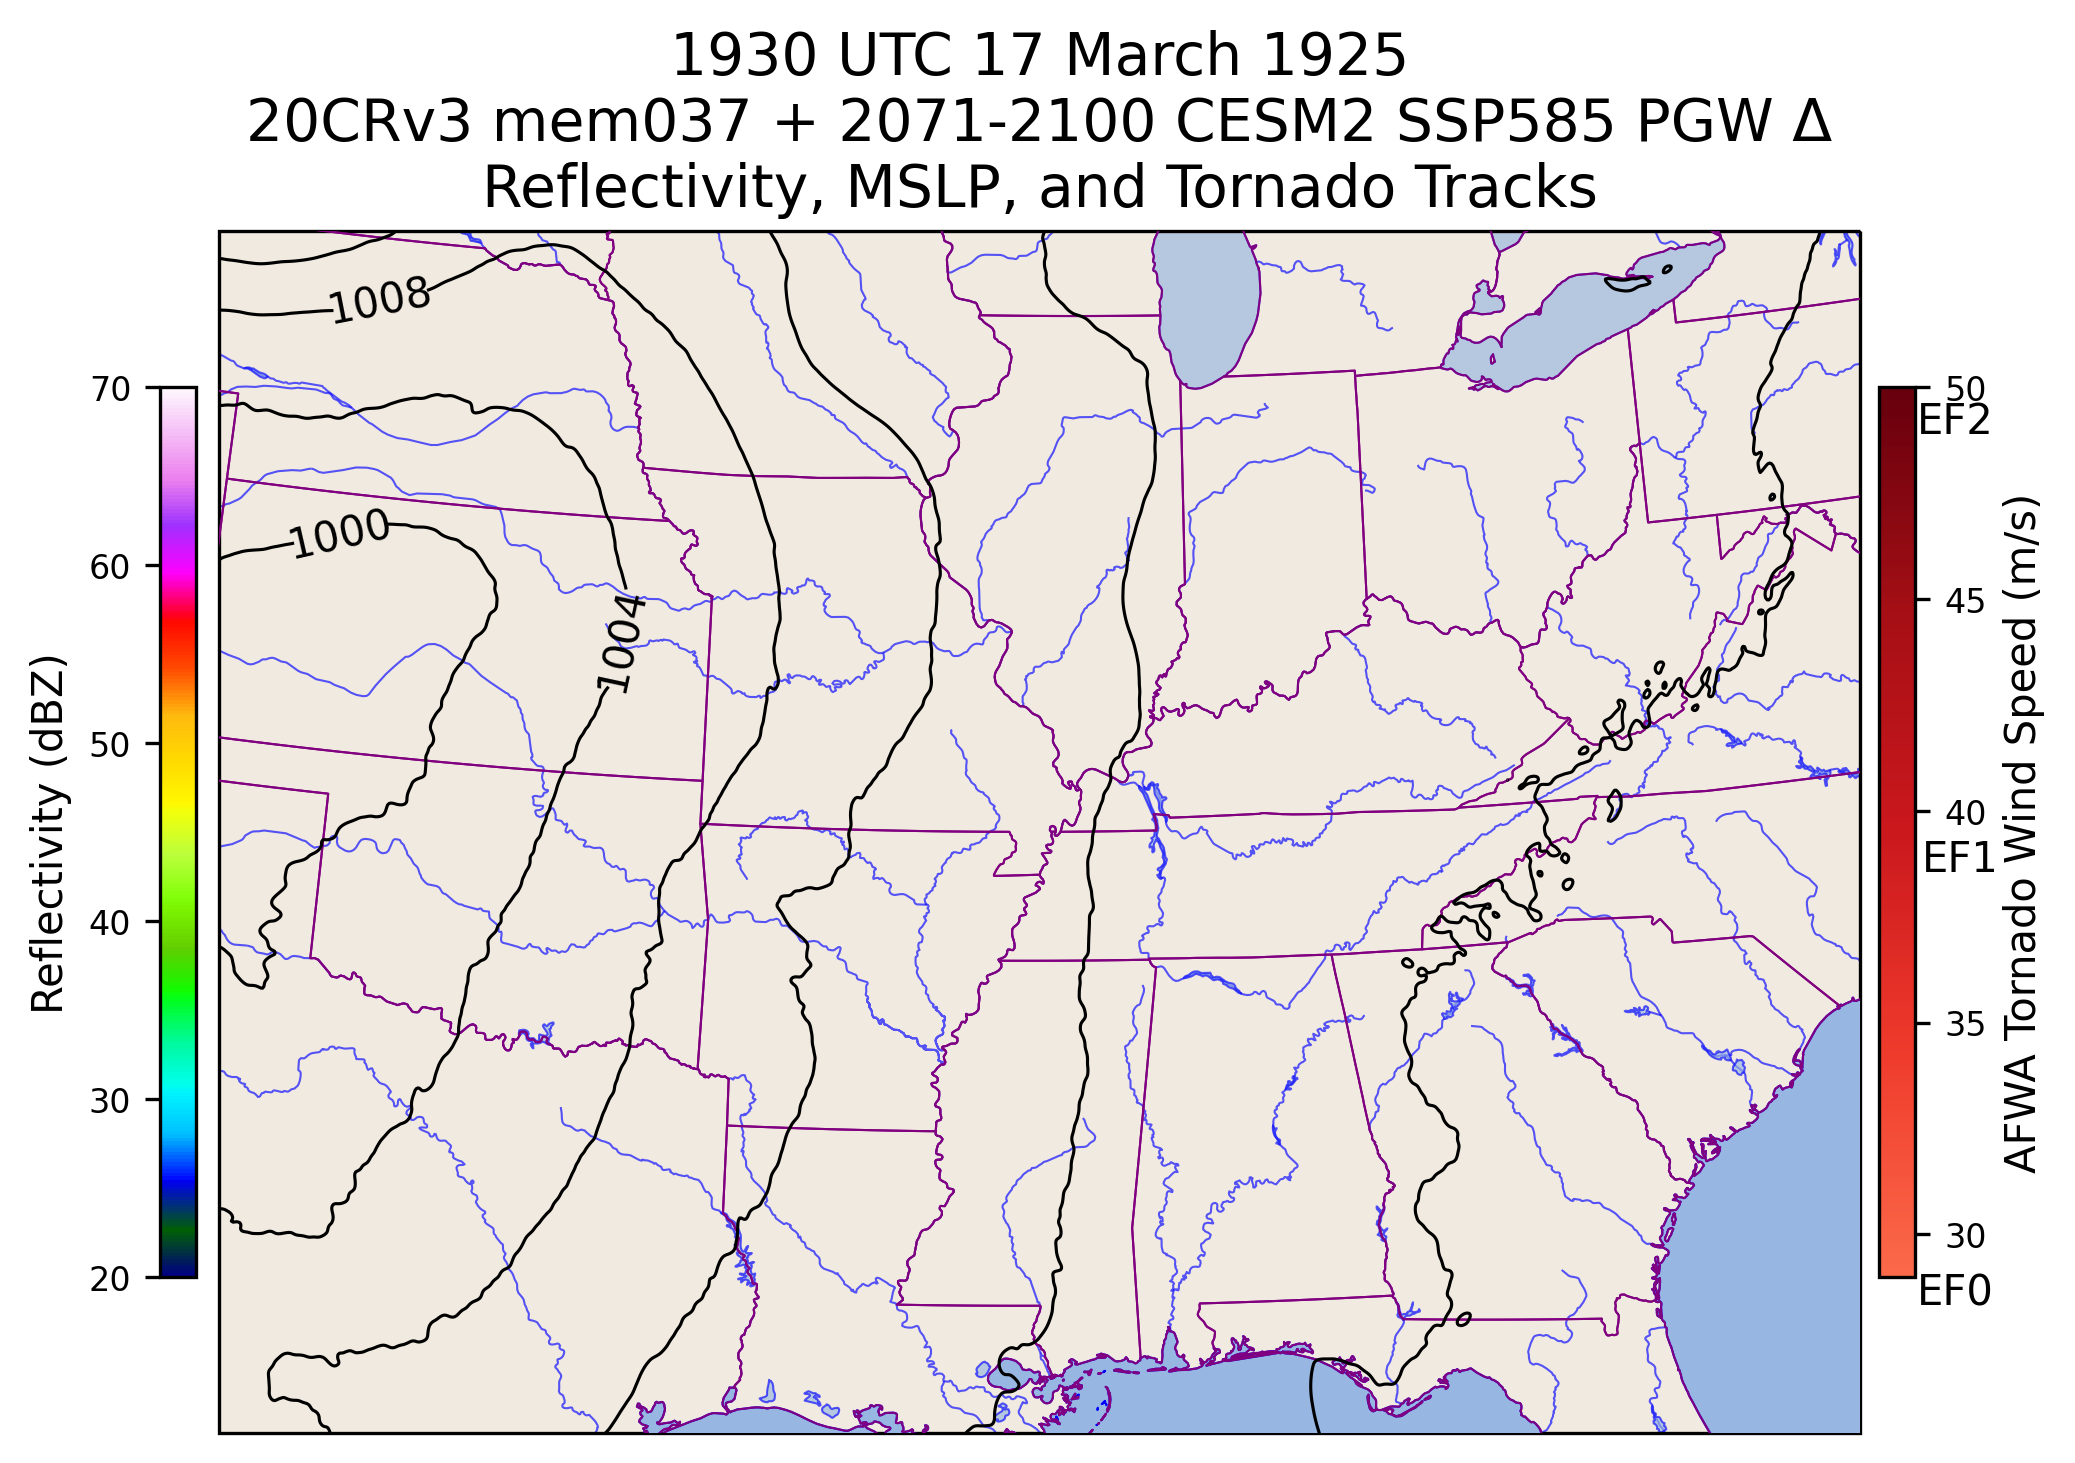 1930 UTC 17 March 1925
20CRv3 mem037 + 2071-2100 CESM2 SSP585 PGW Δ
Reflectivity, MSLP, and Tornado Tracks
1008
1000
1004
Reflectivity (dBZ)
70
60
50
40
30
20
50
EF2
45
40
EF1
35
30
EF0
AFWA Tornado Wind Speed (m/s)